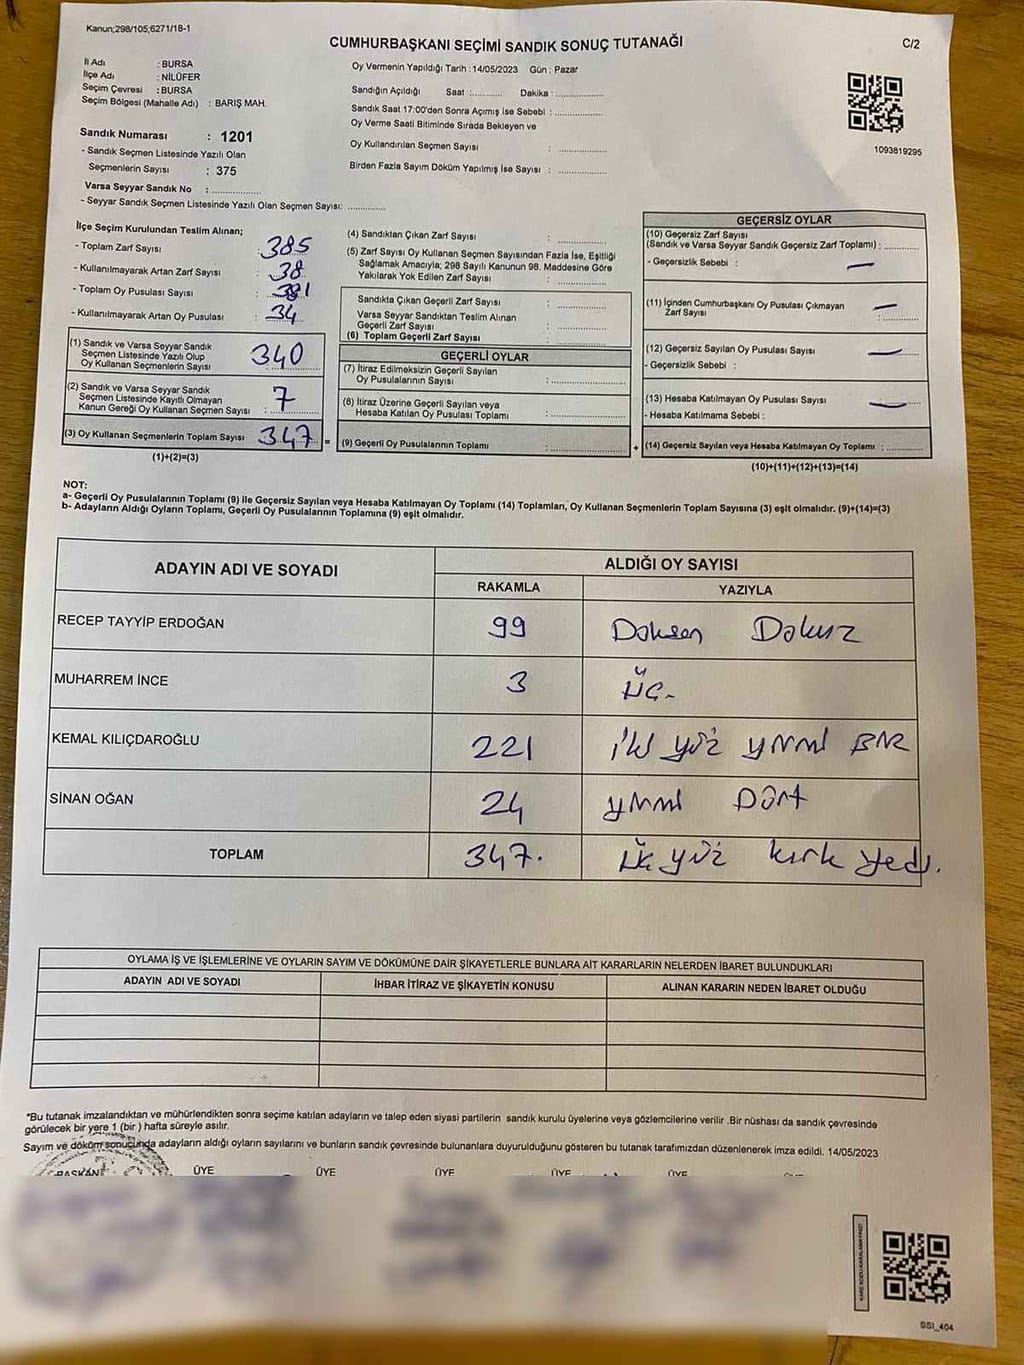 Kanun;298/105;6271/18-1
CUMHURBAŞKANI SEÇİMİ SANDIK SONUÇ TUTANAĞI
C/2
İl Adı : BURSA
İlçe Adı : NİLÜFER
Seçim Çevresi : BURSA
Seçim Bölgesi (Mahalle Adı) : BARIŞ MAH.
Sandık Numarası : 1201
- Sandık Seçmen Listesinde Yazılı Olan
Seçmenlerin Sayısı : 375
Varsa Seyyar Sandık No : ................
- Seyyar Sandık Seçmen Listesinde Yazılı Olan Seçmen Sayısı: ............
Oy Vermenin Yapıldığı Tarih : 14/05/2023 Gün : Pazar
Sandığın Açıldığı Saat :.......... Dakika : ..............
Sandık Saat 17:00'den Sonra Açımış İse Sebebi : ..............
Oy Verme Saati Bitiminde Sırada Bekleyen ve
Oy Kullandırılan Seçmen Sayısı : ..............
Birden Fazla Sayım Döküm Yapılmış İse Sayısı : ..............
1093819295
İlçe Seçim Kurulundan Teslim Alınan;
- Toplam Zarf Sayısı : 385
- Kullanılmayarak Artan Zarf Sayısı : 38
- Toplam Oy Pusulası Sayısı : 381
- Kullanılmayarak Artan Oy Pusulası : 34
(1) Sandık ve Varsa Seyyar Sandık
Seçmen Listesinde Yazılı Olup
Oy Kullanan Seçmenlerin Sayısı : 340
(2) Sandık ve Varsa Seyyar Sandık
Seçmen Listesinde Kayıtlı Olmayan
Kanun Gereği Oy Kullanan Seçmen Sayısı : 7
(3) Oy Kullanan Seçmenlerin Toplam Sayısı : 347 =
(1)+(2)=(3)
(4) Sandıktan Çıkan Zarf Sayısı : ..............
(5) Zarf Sayısı Oy Kullanan Seçmen Sayısından Fazla İse, Eşitliği
Sağlamak Amacıyla; 298 Sayılı Kanunun 98. Maddesine Göre
Yakılarak Yok Edilen Zarf Sayısı : ..............
Sandıkta Çıkan Geçerli Zarf Sayısı : ..............
Varsa Seyyar Sandıktan Teslim Alınan
Geçerli Zarf Sayısı : ..............
(6) Toplam Geçerli Zarf Sayısı : ..............
GEÇERLİ OYLAR
(7) İtiraz Edilmeksizin Geçerli Sayılan
Oy Pusulalarının Sayısı : ..............
(8) İtiraz Üzerine Geçerli Sayılan veya
Hesaba Katılan Oy Pusulası Toplamı : ..............
(9) Geçerli Oy Pusulalarının Toplamı : .............. +
GEÇERSİZ OYLAR
(10) Geçersiz Zarf Sayısı
(Sandık ve Varsa Seyyar Sandık Geçersiz Zarf Toplamı) : ..........
- Geçersizlik Sebebi : —
(11) İçinden Cumhurbaşkanı Oy Pusulası Çıkmayan
Zarf Sayısı : —
(12) Geçersiz Sayılan Oy Pusulası Sayısı : —
- Geçersizlik Sebebi :
(13) Hesaba Katılmayan Oy Pusulası Sayısı : —
- Hesaba Katılmama Sebebi :
(14) Geçersiz Sayılan veya Hesaba Katılmayan Oy Toplamı : ..........
(10)+(11)+(12)+(13)=(14)
NOT:
a- Geçerli Oy Pusulalarının Toplamı (9) ile Geçersiz Sayılan veya Hesaba Katılmayan Oy Toplamı (14) Toplamları, Oy Kullanan Seçmenlerin Toplam Sayısına (3) eşit olmalıdır. (9)+(14)=(3)
b- Adayların Aldığı Oyların Toplamı, Geçerli Oy Pusulalarının Toplamına (9) eşit olmalıdır.
ADAYIN ADI VE SOYADI ALDIĞI OY SAYISI
RAKAMLA YAZIYLA
RECEP TAYYİP ERDOĞAN 99 Doksan Dokuz
MUHARREM İNCE 3 üç-
KEMAL KILIÇDAROĞLU 221 iki yüz yirmi BİR
SİNAN OĞAN 24 yirmi Dört
TOPLAM 347. üç yüz kırk yedi.
OYLAMA İŞ VE İŞLEMLERİNE VE OYLARIN SAYIM VE DÖKÜMÜNE DAİR ŞİKAYETLERLE BUNLARA AİT KARARLARIN NELERDEN İBARET BULUNDUKLARI
ADAYIN ADI VE SOYADI İHBAR İTİRAZ VE ŞİKAYETİN KONUSU ALINAN KARARIN NEDEN İBARET OLDUĞU
*Bu tutanak imzalandıktan ve mühürlendikten sonra seçime katılan adayların ve talep eden siyasi partilerin sandık kurulu üyelerine veya gözlemcilerine verilir .Bir nüshası da sandık çevresinde
görülecek bir yere 1 (bir ) hafta süreyle asılır.
Sayım ve döküm sonucunda adayların aldığı oyların sayılarını ve bunların sandık çevresinde bulunanlara duyurulduğunu gösteren bu tutanak tarafımızdan düzenlenerek imza edildi. 14/05/2023
BAŞKAN ÜYE ÜYE ÜYE ÜYE ÜYE
KARE KODU KARALAMAYINIZ!
SSI_404